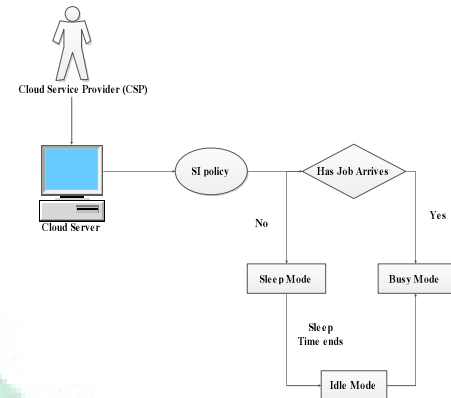 Cloud Service Provider (CSP)
SI policy
Has Job Arrives
Cloud Server
No
Yes
Sleep Mode
Busy Mode
Sleep
Time ends
Idle Mode